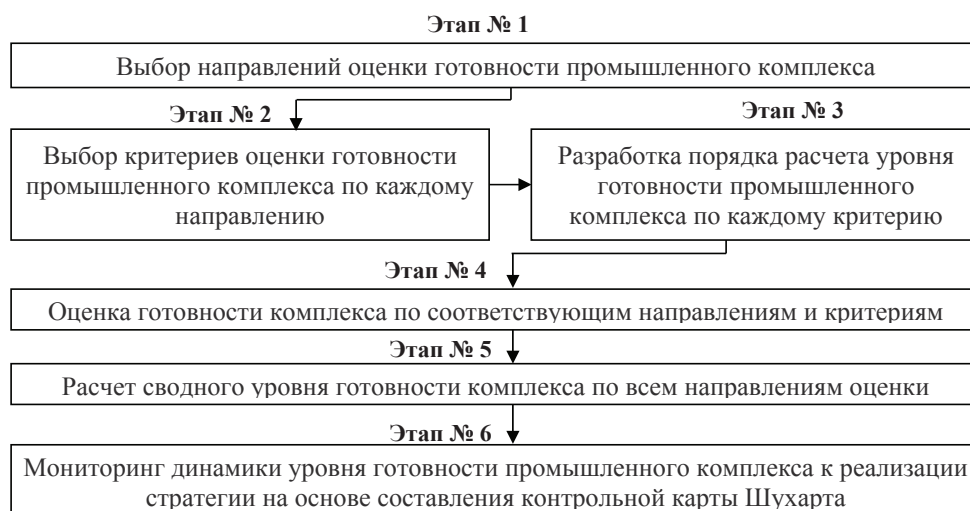 Этап № 1
Выбор направлений оценки готовности промышленного комплекса
Этап № 2
Выбор критериев оценки готовности
промышленного комплекса по каждому
направлению
Этап № 3
Разработка порядка расчета уровня
готовности промышленного
комплекса по каждому критерию
Этап № 4
Оценка готовности комплекса по соответствующим направлениям и критериям
Этап № 5
Расчет сводного уровня готовности комплекса по всем направлениям оценки
Этап № 6
Мониторинг динамики уровня готовности промышленного комплекса к реализации
стратегии на основе составления контрольной карты Шухарта